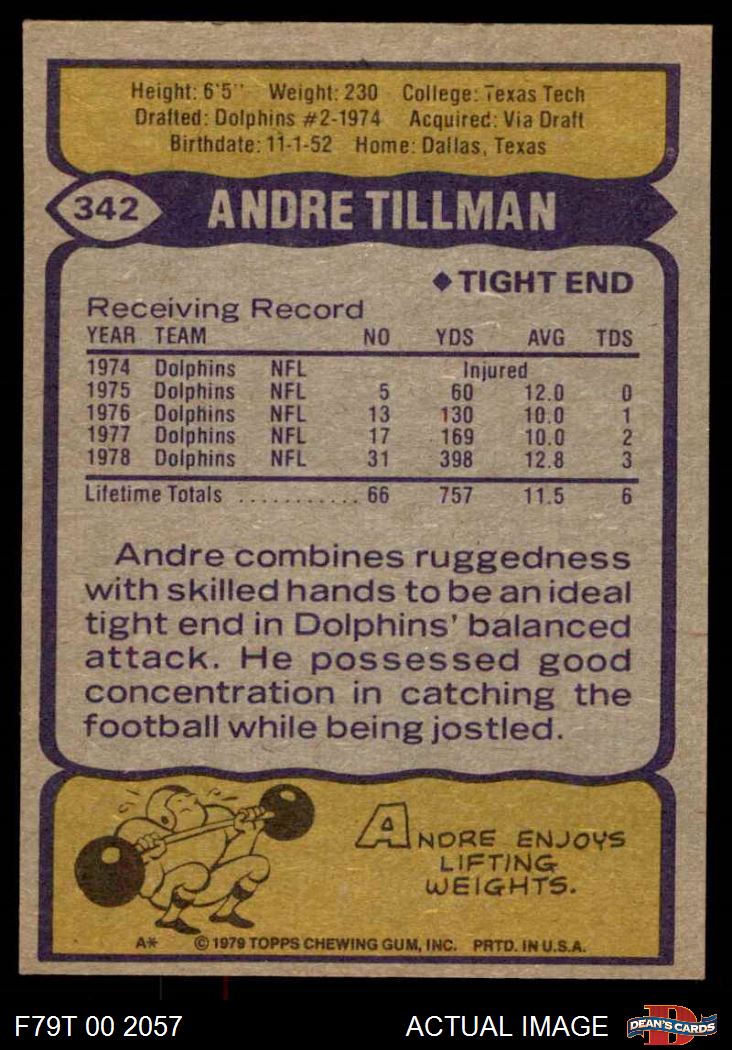 Height: 6'5" Weight: 230 College: Texas Tech
Drafted: Dolphins #2-1974 Acquired: Via Draft
Birthdate: 11-1-52 Home: Dallas, Texas
342 ANDRE TILLMAN
◆TIGHT END
Receiving Record
YEAR TEAM NO YDS AVG TDS
1974 Dolphins NFL Injured
1975 Dolphins NFL 5 60 12.0 0
1976 Dolphins NFL 13 130 10.0 1
1977 Dolphins NFL 17 169 10.0 2
1978 Dolphins NFL 31 398 12.8 3
Lifetime Totals ........... 66 757 11.5 6
Andre combines ruggedness
with skilled hands to be an ideal
tight end in Dolphins' balanced
attack. He possessed good
concentration in catching the
football while being jostled.
ANDRE ENJOYS
LIFTING
WEIGHTS.
A* © 1979 TOPPS CHEWING GUM, INC. PRTD. IN U.S.A.
F79T 00 2057 ACTUAL IMAGE D DEAN'S CARDS